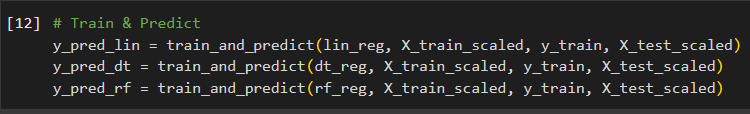 [12] # Train & Predict
y_pred_lin = train_and_predict(lin_reg, X_train_scaled, y_train, X_test_scaled)
y_pred_dt = train_and_predict(dt_reg, X_train_scaled, y_train, X_test_scaled)
y_pred_rf = train_and_predict(rf_reg, X_train_scaled, y_train, X_test_scaled)